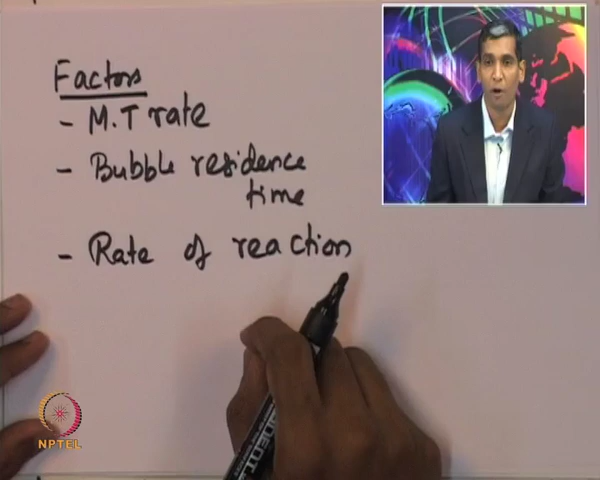 Factors
- M.T rate
- Bubble residence
time
- Rate of reaction
NPTEL